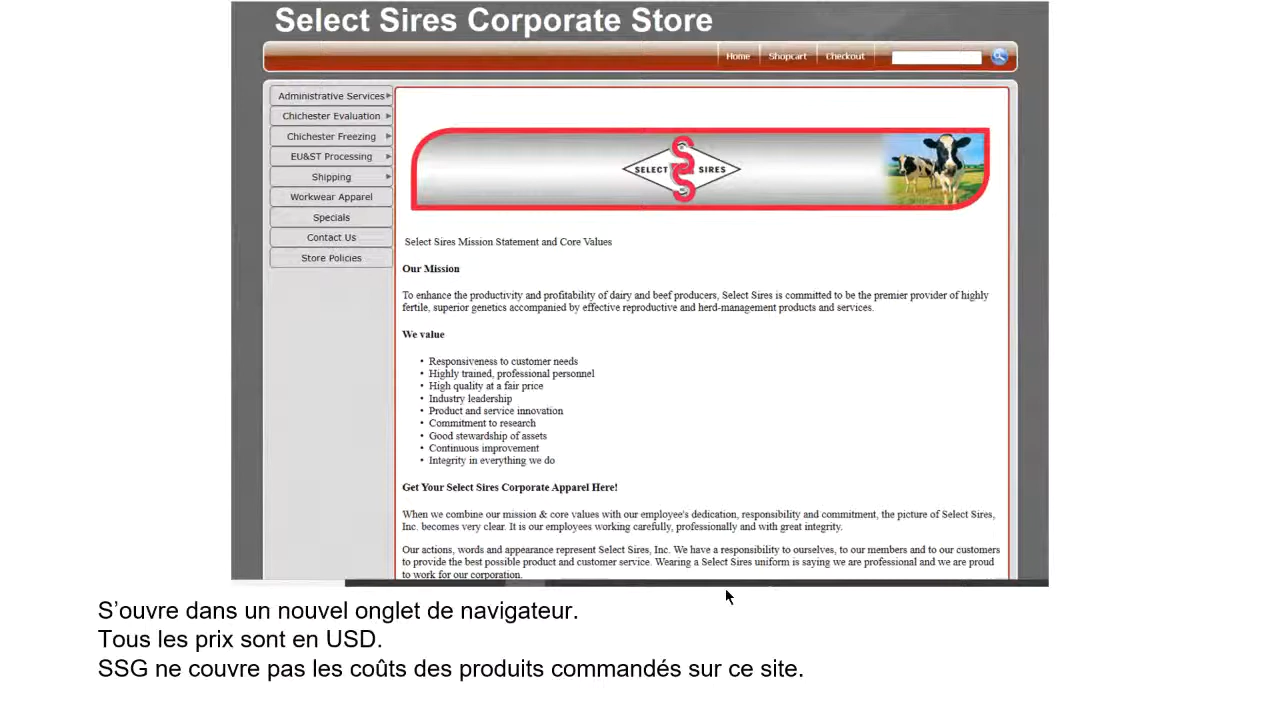 Select Sires Corporate Store
Home Shopcart Checkout
Administrative Services
Chichester Evaluation
Chichester Freezing
EU&ST Processing
Shipping
Workwear Apparel
Specials
Contact Us
Store Policies
SELECT SIRES
Select Sires Mission Statement and Core Values
Our Mission
To enhance the productivity and profitability of dairy and beef producers, Select Sires is committed to be the premier provider of highly
fertile, superior genetics accompanied by effective reproductive and herd-management products and services.
We value
• Responsiveness to customer needs
• Highly trained, professional personnel
• High quality at a fair price
• Industry leadership
• Product and service innovation
• Commitment to research
• Good stewardship of assets
• Continuous improvement
• Integrity in everything we do
Get Your Select Sires Corporate Apparel Here!
When we combine our mission & core values with our employee's dedication, responsibility and commitment, the picture of Select Sires,
Inc. becomes very clear. It is our employees working carefully, professionally and with great integrity.
Our actions, words and appearance represent Select Sires, Inc. We have a responsibility to ourselves, to our members and to our customers
to provide the best possible product and customer service. Wearing a Select Sires uniform is saying we are professional and we are proud
to work for our corporation.
S’ouvre dans un nouvel onglet de navigateur.
Tous les prix sont en USD.
SSG ne couvre pas les coûts des produits commandés sur ce site.